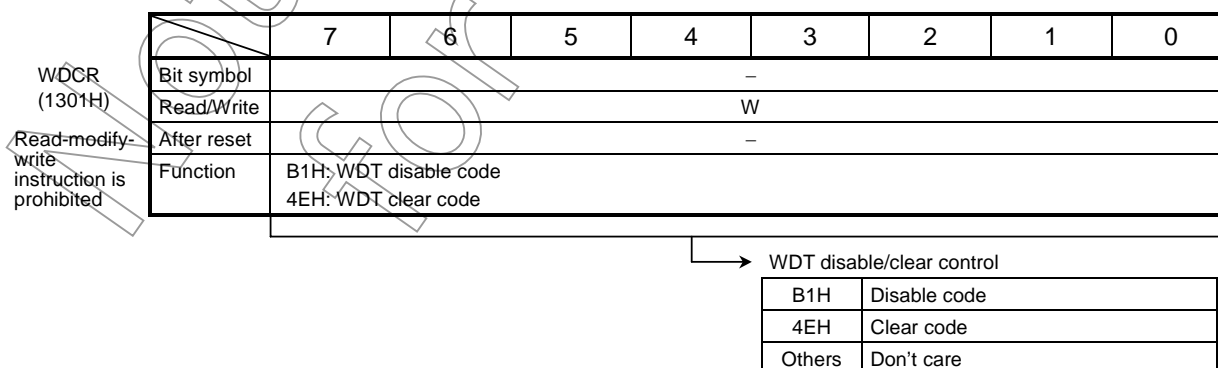 7 6 5 4 3 2 1 0
WDCR
(1301H)
Bit symbol –
Read/Write W
Read-modify-
write
instruction is
prohibited
After reset –
Function B1H: WDT disable code
4EH: WDT clear code
WDT disable/clear control
B1H Disable code
4EH Clear code
Others Don't care
for